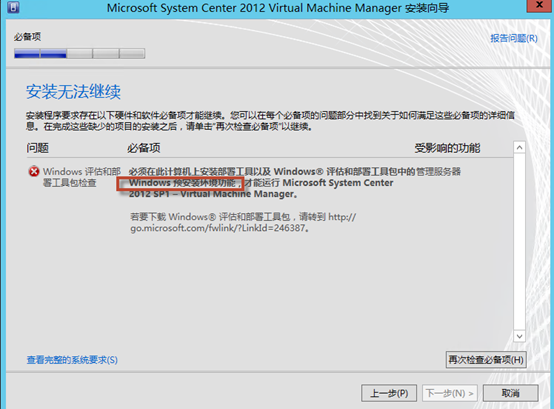 Microsoft System Center 2012 Virtual Machine Manager 安装向导
必备项
报告问题(R)
安装无法继续
安装程序要求存在以下硬件和软件必备项才能继续。您可以在每个必备项的问题部分中找到关于如何满足这些必备项的详细信
息。在完成这些缺少的项目的安装之后，请单击“再次检查必备项”以继续。
问题 必备项 受影响的功能
Windows 评估和部 必须在此计算机上安装部署工具以及 Windows® 评估和部署工具包中的 管理服务器
署工具包检查 Windows 预安装环境功能，才能运行 Microsoft System Center
2012 SP1 – Virtual Machine Manager。
若要下载 Windows® 评估和部署工具包，请转到 http://
go.microsoft.com/fwlink/?LinkId=246387。
查看完整的系统要求(S)
再次检查必备项(H)
上一步(P) 下一步(N) > 取消